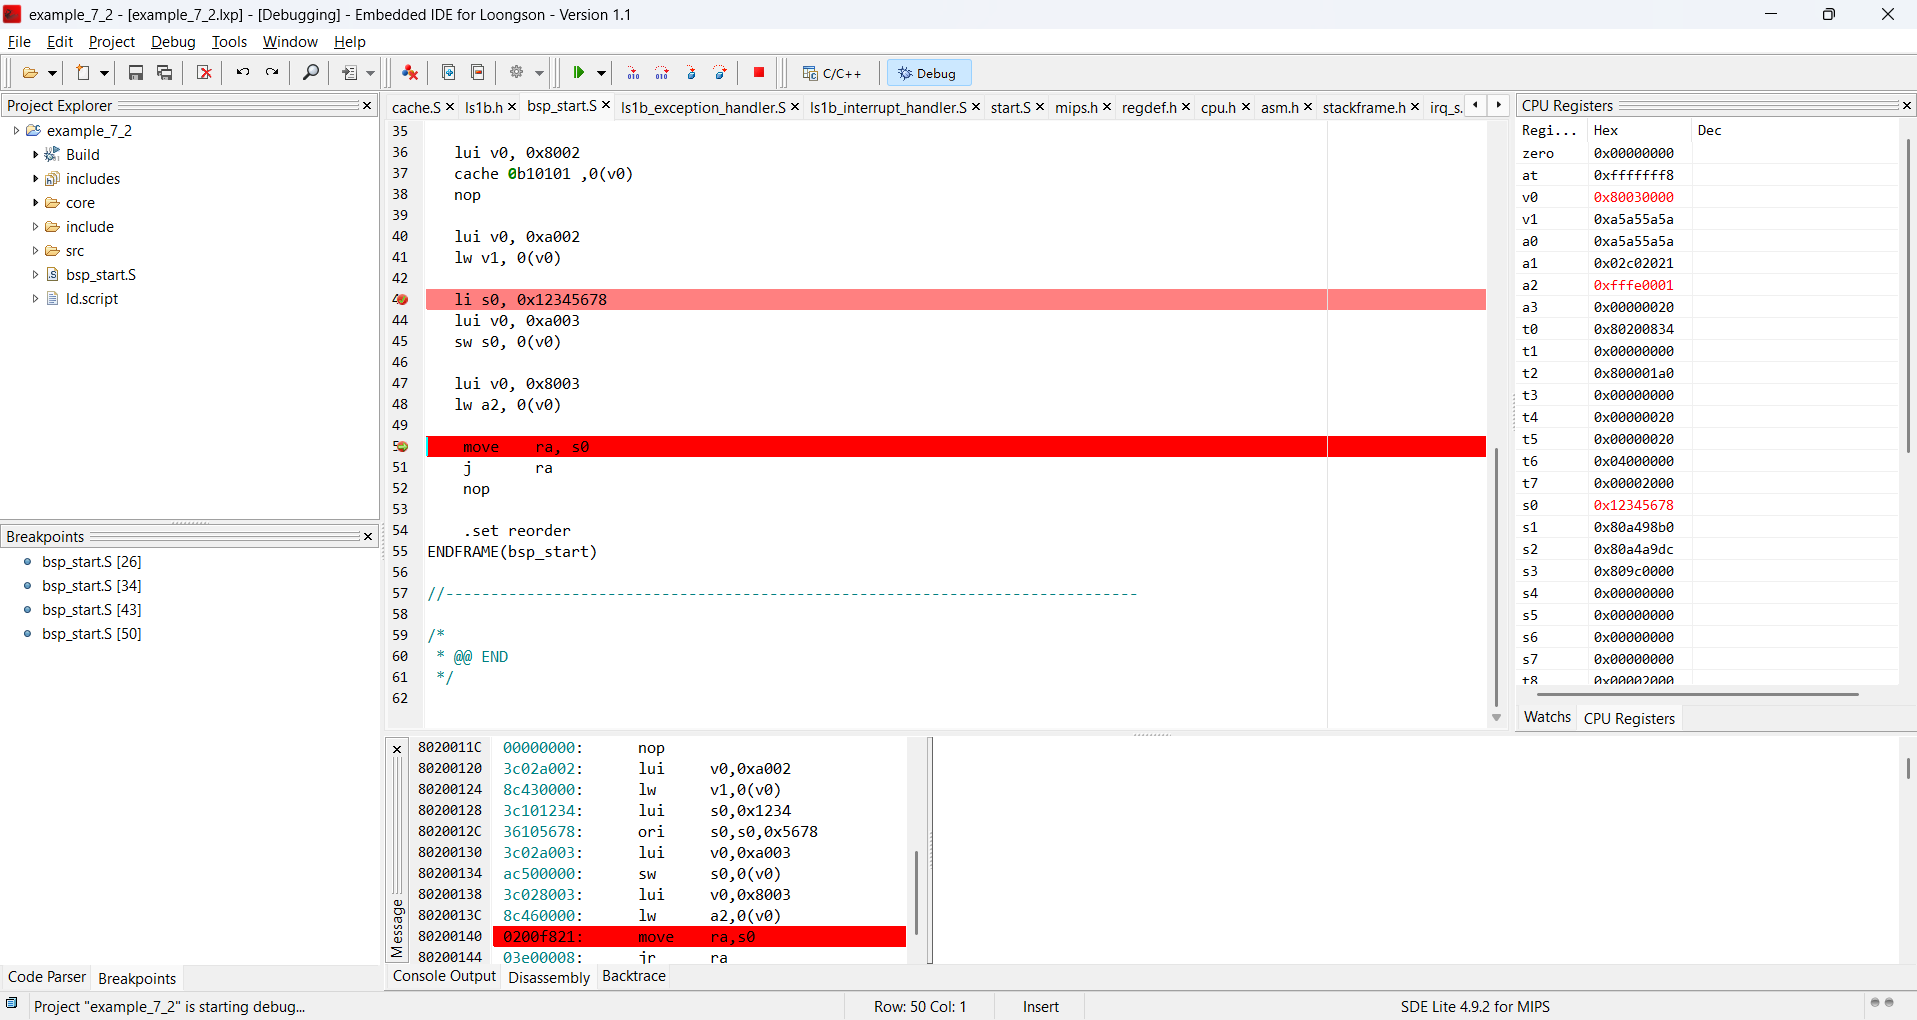 example_7_2 - [example_7_2.lxp] - [Debugging] - Embedded IDE for Loongson - Version 1.1
File Edit Project Debug Tools Window Help
C/C++ Debug
Project Explorer
example_7_2
Build
includes
core
include
src
bsp_start.S
ld.script
Breakpoints
bsp_start.S [26]
bsp_start.S [34]
bsp_start.S [43]
bsp_start.S [50]
Code Parser Breakpoints
cache.S ls1b.h bsp_start.S ls1b_exception_handler.S ls1b_interrupt_handler.S start.S mips.h regdef.h cpu.h asm.h stackframe.h irq_s.
35
36 lui v0, 0x8002
37 cache 0b10101 ,0(v0)
38 nop
39
40 lui v0, 0xa002
41 lw v1, 0(v0)
42
li s0, 0x12345678
44 lui v0, 0xa003
45 sw s0, 0(v0)
46
47 lui v0, 0x8003
48 lw a2, 0(v0)
49
move ra, s0
51 j ra
52 nop
53
54 .set reorder
55 ENDFRAME(bsp_start)
56
57 //-----------------------------------------------------------------------------
58
59 /*
60 * @@ END
61 */
62
CPU Registers
Regi... Hex Dec
zero 0x00000000
at 0xfffffff8
v0 0x80030000
v1 0xa5a55a5a
a0 0xa5a55a5a
a1 0x02c02021
a2 0xfffe0001
a3 0x00000020
t0 0x80200834
t1 0x00000000
t2 0x800001a0
t3 0x00000000
t4 0x00000020
t5 0x00000020
t6 0x04000000
t7 0x00002000
s0 0x12345678
s1 0x80a498b0
s2 0x80a4a9dc
s3 0x809c0000
s4 0x00000000
s5 0x00000000
s6 0x00000000
s7 0x00000000
t8 0x00002000
Watchs CPU Registers
Message
8020011C 00000000: nop
80200120 3c02a002: lui v0,0xa002
80200124 8c430000: lw v1,0(v0)
80200128 3c101234: lui s0,0x1234
8020012C 36105678: ori s0,s0,0x5678
80200130 3c02a003: lui v0,0xa003
80200134 ac500000: sw s0,0(v0)
80200138 3c028003: lui v0,0x8003
8020013C 8c460000: lw a2,0(v0)
80200140 0200f821: move ra,s0
80200144 03e00008: jr ra
Console Output Disassembly Backtrace
Project "example_7_2" is starting debug... Row: 50 Col: 1 Insert SDE Lite 4.9.2 for MIPS